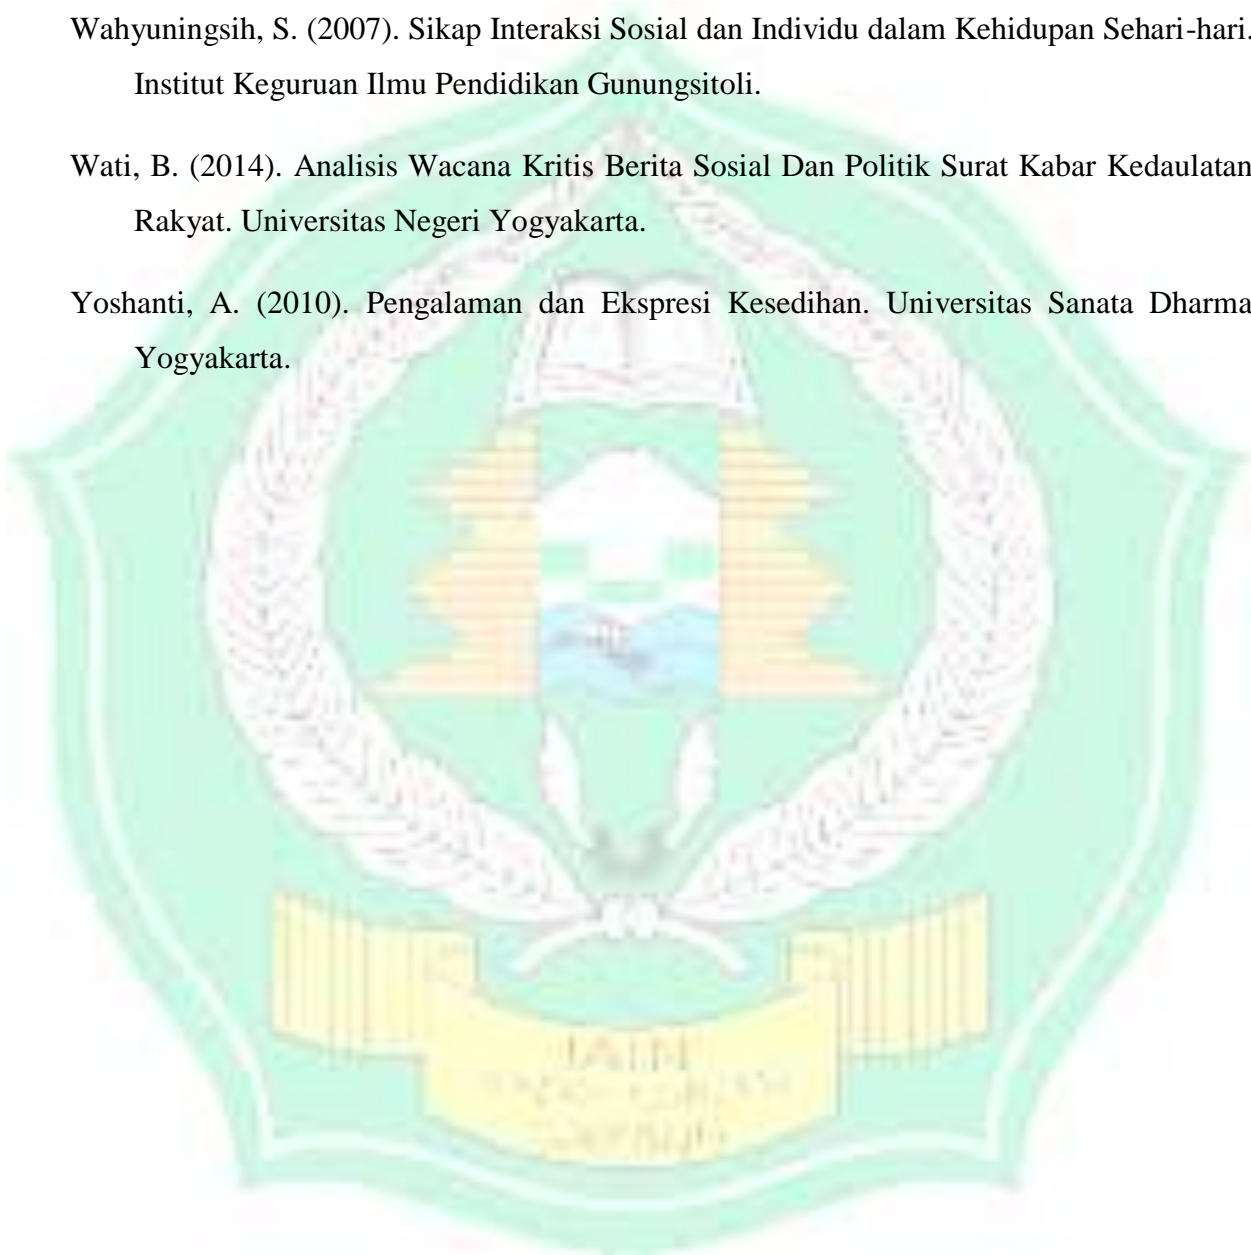 Wahyuningsih, S. (2007). Sikap Interaksi Sosial dan Individu dalam Kehidupan Sehari-hari.
Institut Keguruan Ilmu Pendidikan Gunungsitoli.
Wati, B. (2014). Analisis Wacana Kritis Berita Sosial Dan Politik Surat Kabar Kedaulatan
Rakyat. Universitas Negeri Yogyakarta.
Yoshanti, A. (2010). Pengalaman dan Ekspresi Kesedihan. Universitas Sanata Dharma
Yogyakarta.
IAIN